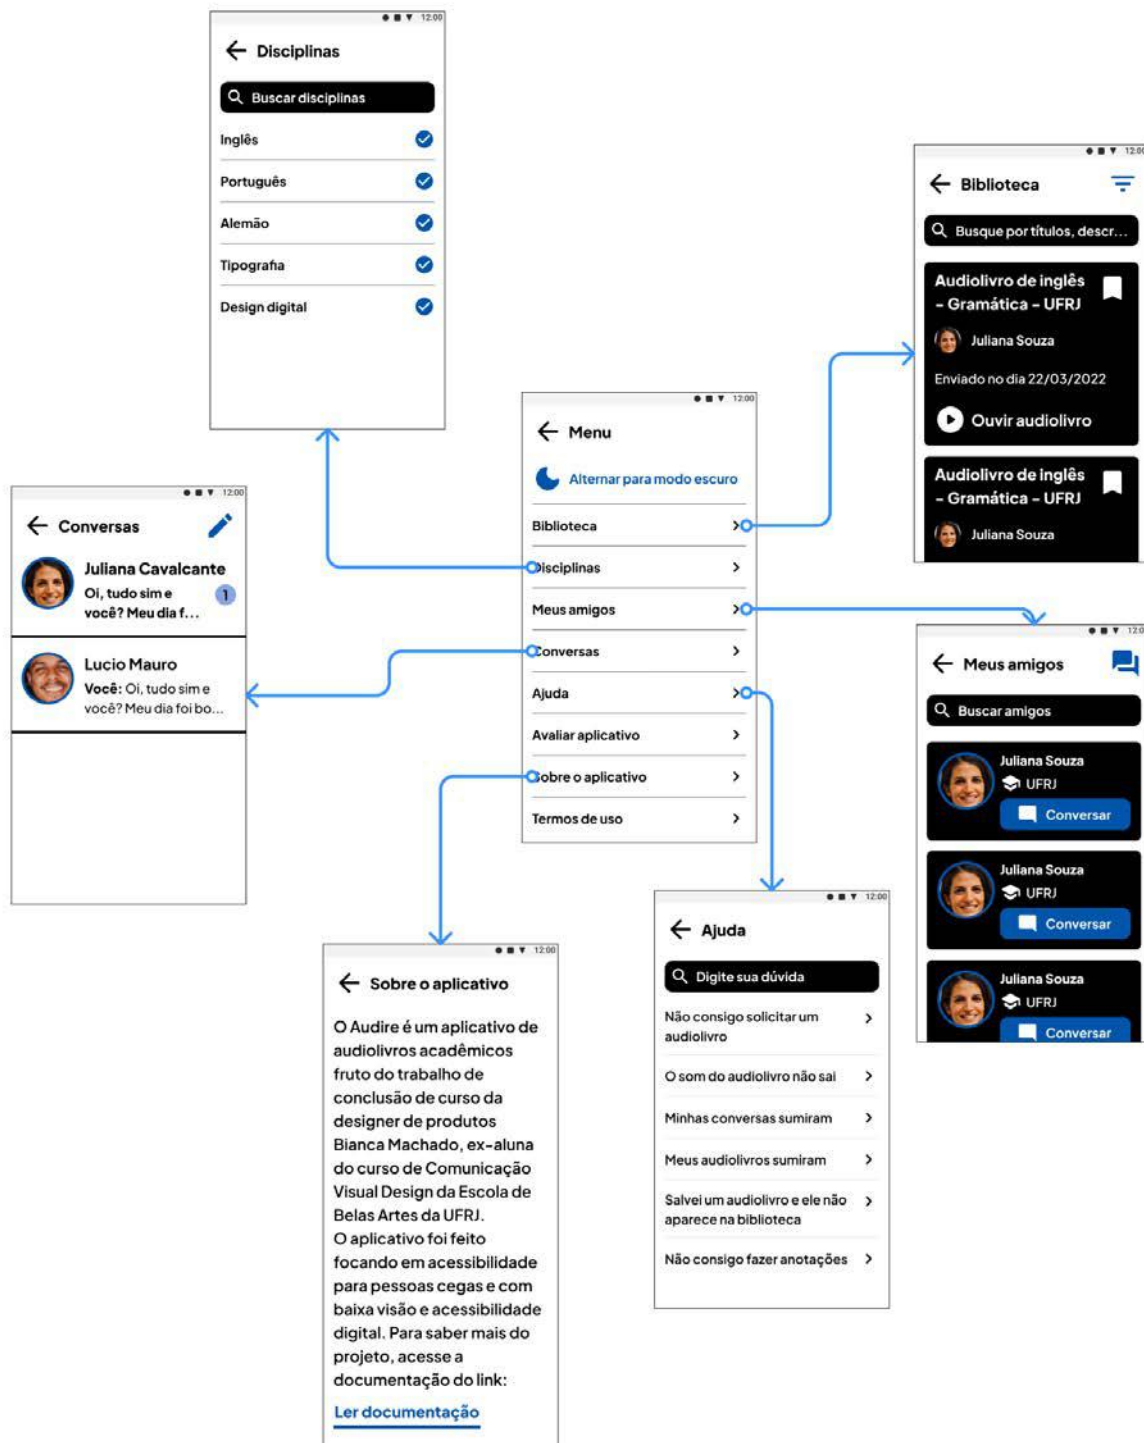 12:00
Disciplinas
Buscar disciplinas
Inglês
Português
Alemão
Tipografia
Design digital
12:00
Biblioteca
Busque por títulos, descr...
Audiolivro de inglês
– Gramática – UFRJ
Juliana Souza
Enviado no dia 22/03/2022
Ouvir audiolivro
Audiolivro de inglês
– Gramática – UFRJ
Juliana Souza
12:00
Menu
Alternar para modo escuro
Biblioteca
Disciplinas
Meus amigos
Conversas
Ajuda
Avaliar aplicativo
Sobre o aplicativo
Termos de uso
12:00
Conversas
Juliana Cavalcante
Oi, tudo sim e
você? Meu dia f...
1
Lucio Mauro
Você: Oi, tudo sim e
você? Meu dia foi bo...
12:00
Meus amigos
Buscar amigos
Juliana Souza
UFRJ
Conversar
Juliana Souza
UFRJ
Conversar
Juliana Souza
UFRJ
Conversar
12:00
Ajuda
Digite sua dúvida
Não consigo solicitar um
audiolivro
O som do audiolivro não sai
Minhas conversas sumiram
Meus audiolivros sumiram
Salvei um audiolivro e ele não
aparece na biblioteca
Não consigo fazer anotações
12:00
Sobre o aplicativo
O Audire é um aplicativo de
audiolivros acadêmicos
fruto do trabalho de
conclusão de curso da
designer de produtos
Bianca Machado, ex-aluna
do curso de Comunicação
Visual Design da Escola de
Belas Artes da UFRJ.
O aplicativo foi feito
focando em acessibilidade
para pessoas cegas e com
baixa visão e acessibilidade
digital. Para saber mais do
projeto, acesse a
documentação do link:
Ler documentação